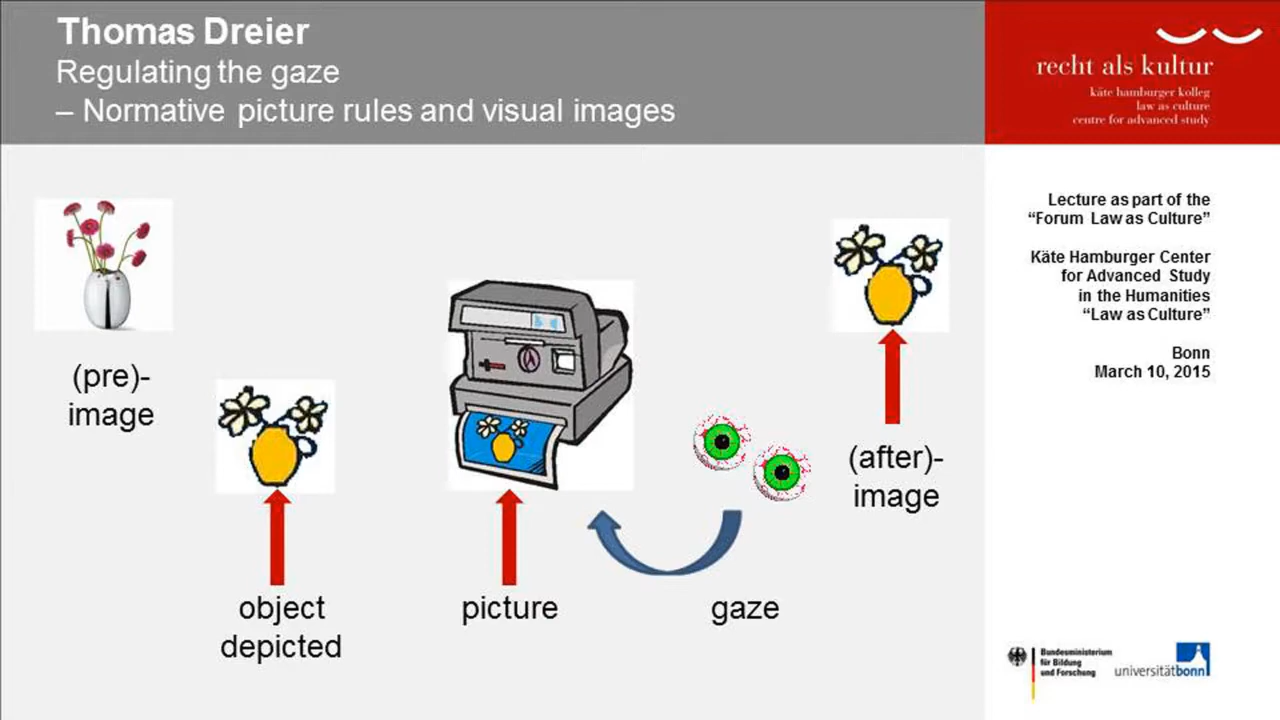 Thomas Dreier
Regulating the gaze
– Normative picture rules and visual images
recht als kultur
käte hamburger kolleg
law as culture
centre for advanced study
Lecture as part of the
“Forum Law as Culture”
Käte Hamburger Center
for Advanced Study
in the Humanities
“Law as Culture”
Bonn
March 10, 2015
(pre)-
image
object
depicted
picture
gaze
(after)-
image
Bundesministerium
für Bildung
und Forschung
universitätbonn